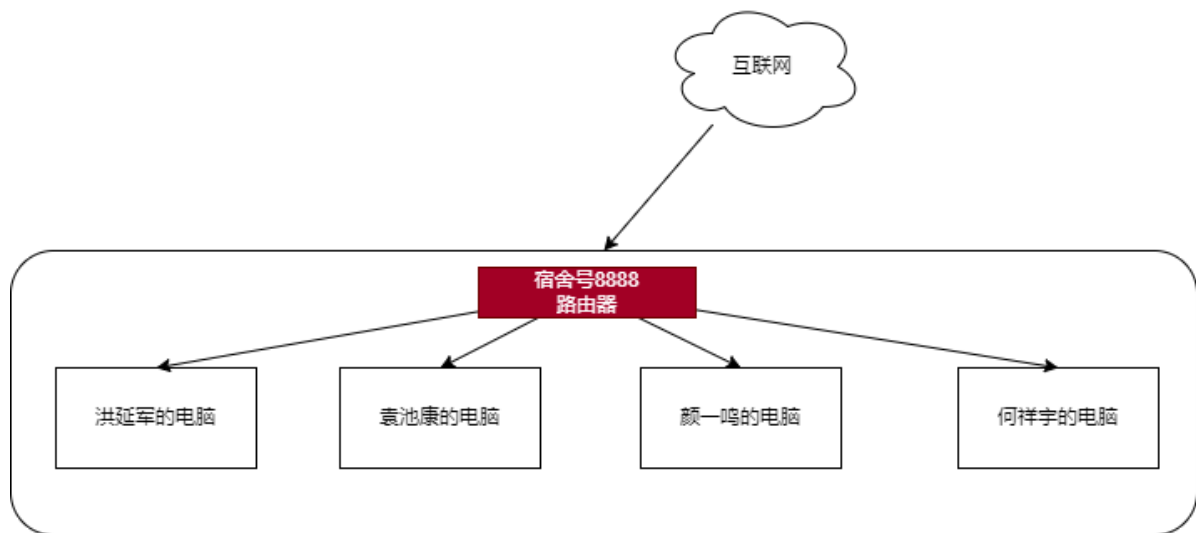 互联网
宿舍号8888
路由器
洪延军的电脑
袁池康的电脑
颜一鸣的电脑
何祥宇的电脑